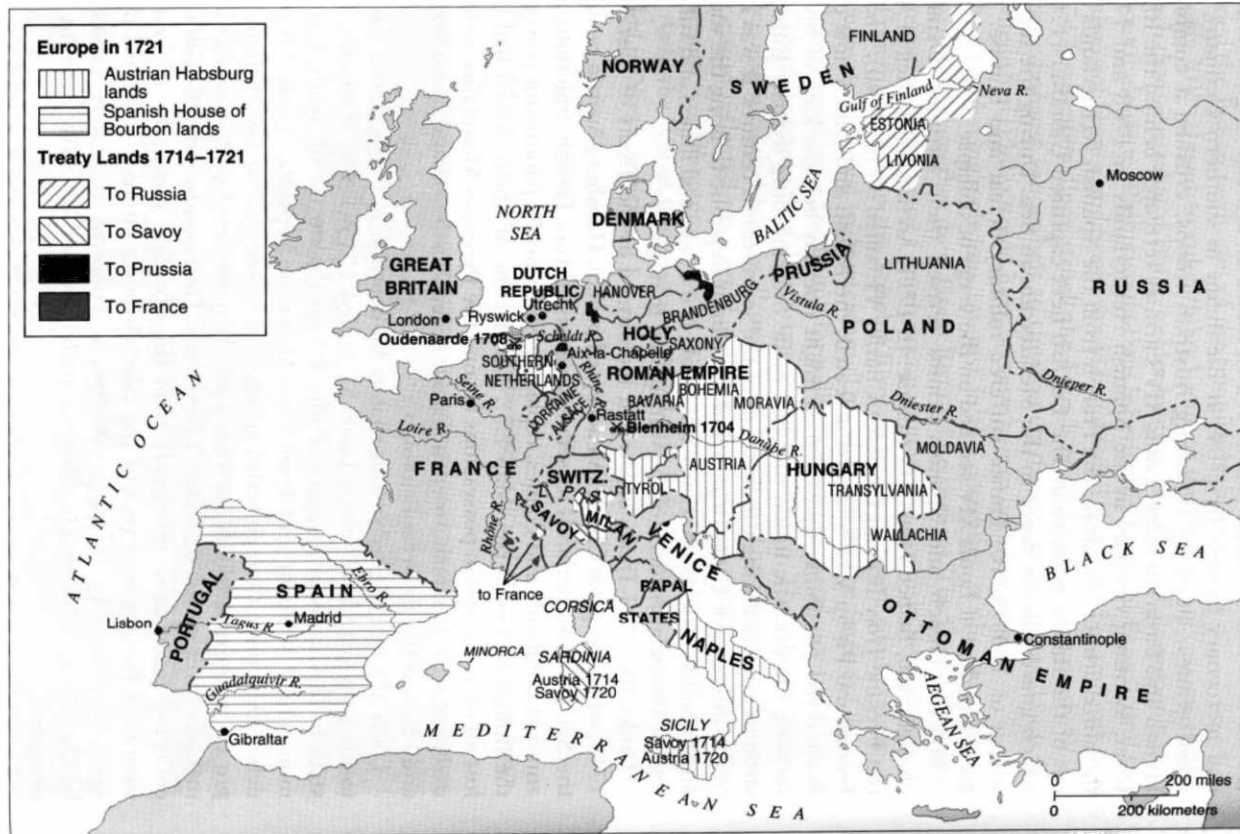 Europe in 1721
Austrian Habsburg
lands
Spanish House of
Bourbon lands
Treaty Lands 1714–1721
To Russia
To Savoy
To Prussia
To France
FINLAND
NORWAY
SWEDEN
Gulf of Finland
Neva R.
ESTONIA
LIVONIA
Moscow
NORTH
SEA
DENMARK
BALTIC SEA
GREAT
BRITAIN
DUTCH
REPUBLIC
HANOVER
PRUSSIA
LITHUANIA
RUSSIA
London
Ryswick
Utrecht
BRANDENBURG
Vistula R.
POLAND
Oudenaarde 1708
Scheldt R.
HOLY
SAXONY
Aix-la-Chapelle
SOUTHERN
NETHERLANDS
ROMAN EMPIRE
BOHEMIA
Rhine R.
Seine R.
Paris
LORRAINE
ALSACE
BAVARIA
MORAVIA
Dnieper R.
Dniester R.
Rastatt
Blenheim 1704
Loire R.
Danube R.
MOLDAVIA
ATLANTIC OCEAN
FRANCE
SWITZ.
AUSTRIA
HUNGARY
ALPS
TYROL
TRANSYLVANIA
SAVOY
MILAN
VENICE
WALLACHIA
Rhône R.
BLACK SEA
PORTUGAL
SPAIN
Ebro R.
to France
CORSICA
PAPAL
STATES
OTTOMAN EMPIRE
Lisbon
Tagus R.
Madrid
NAPLES
Constantinople
MINORCA
SARDINIA
Austria 1714
Savoy 1720
Guadalquivir R.
AEGEAN SEA
Gibraltar
SICILY
Savoy 1714
Austria 1720
MEDITERRANEAN SEA
0 200 miles
0 200 kilometers